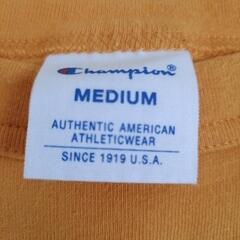 Champion
MEDIUM
AUTHENTIC AMERICAN
ATHLETICWEAR
SINCE 1919 U.S.A.